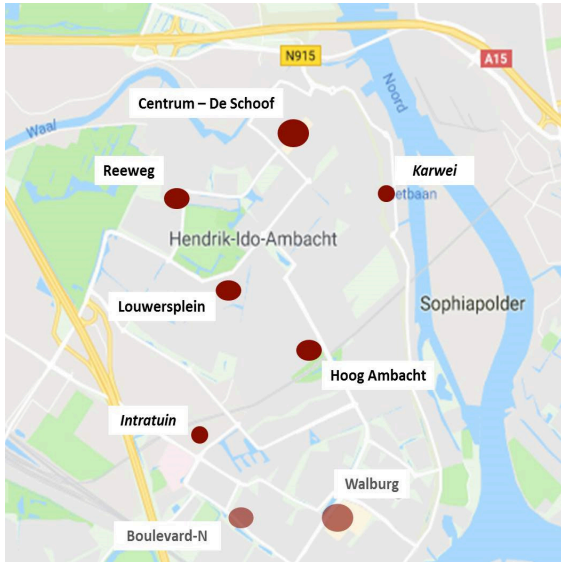 N915
A15
Noord
Centrum – De Schoof
Waal
Reeweg
Karwei
etbaan
Hendrik-Ido-Ambacht
Louwersplein
Sophiapolder
Hoog Ambacht
Intratuin
Walburg
Boulevard-N